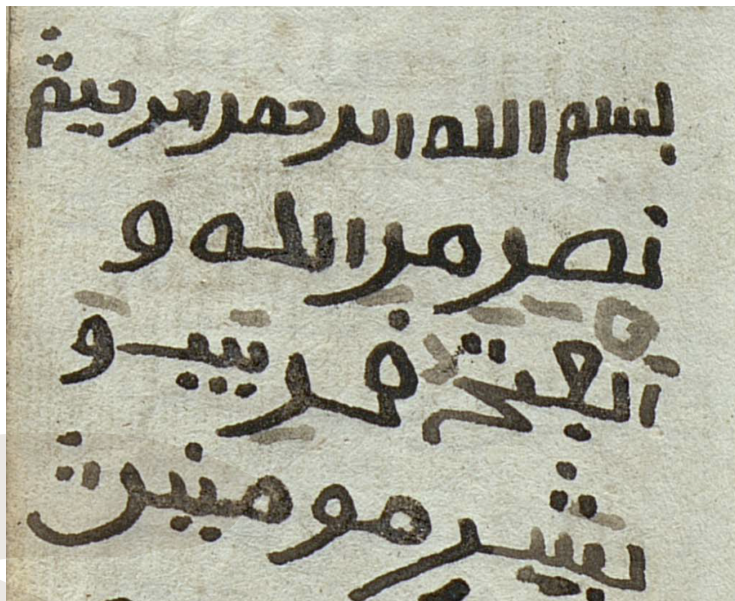 بسم الله الرحمن الرحيم
نصر من الله و
الفتح قريب و
بشر مومنين